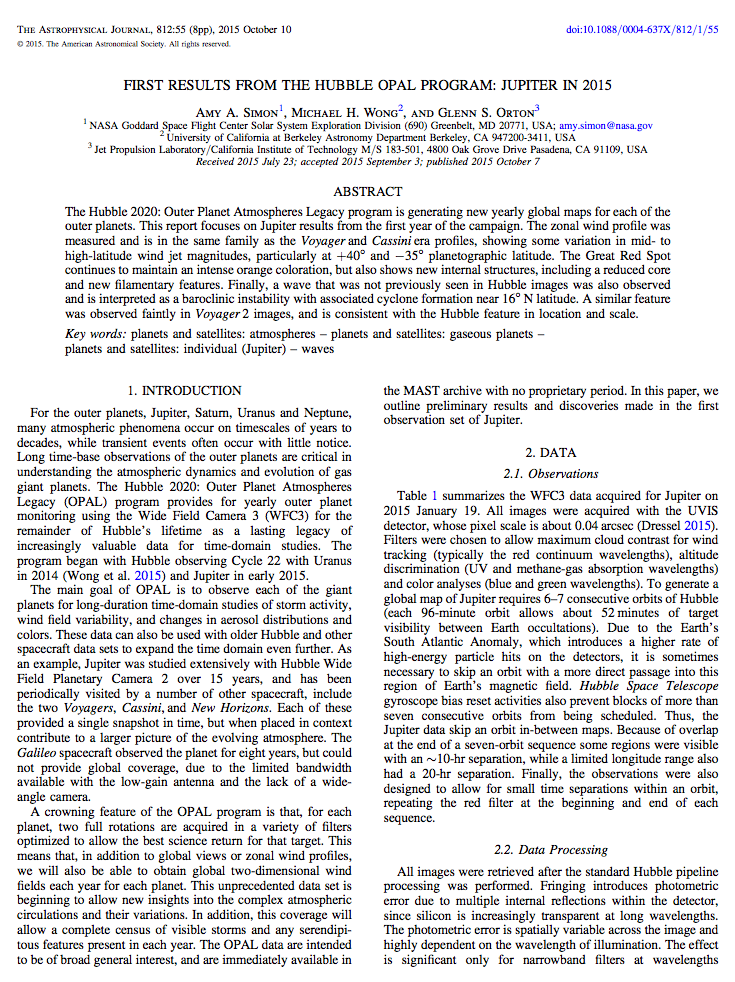 THE ASTROPHYSICAL JOURNAL, 812:55 (8pp), 2015 October 10
doi:10.1088/0004-637X/812/1/55
© 2015. The American Astronomical Society. All rights reserved.
FIRST RESULTS FROM THE HUBBLE OPAL PROGRAM: JUPITER IN 2015
AMY A. SIMON1, MICHAEL H. WONG2, AND GLENN S. ORTON3
1 NASA Goddard Space Flight Center Solar System Exploration Division (690) Greenbelt, MD 20771, USA; amy.simon@nasa.gov
2 University of California at Berkeley Astronomy Department Berkeley, CA 947200-3411, USA
3 Jet Propulsion Laboratory/California Institute of Technology M/S 183-501, 4800 Oak Grove Drive Pasadena, CA 91109, USA
Received 2015 July 23; accepted 2015 September 3; published 2015 October 7
ABSTRACT
The Hubble 2020: Outer Planet Atmospheres Legacy program is generating new yearly global maps for each of the
outer planets. This report focuses on Jupiter results from the first year of the campaign. The zonal wind profile was
measured and is in the same family as the Voyager and Cassini era profiles, showing some variation in mid- to
high-latitude wind jet magnitudes, particularly at +40° and −35° planetographic latitude. The Great Red Spot
continues to maintain an intense orange coloration, but also shows new internal structures, including a reduced core
and new filamentary features. Finally, a wave that was not previously seen in Hubble images was also observed
and is interpreted as a baroclinic instability with associated cyclone formation near 16° N latitude. A similar feature
was observed faintly in Voyager 2 images, and is consistent with the Hubble feature in location and scale.
Key words: planets and satellites: atmospheres – planets and satellites: gaseous planets –
planets and satellites: individual (Jupiter) – waves
1. INTRODUCTION
For the outer planets, Jupiter, Saturn, Uranus and Neptune,
many atmospheric phenomena occur on timescales of years to
decades, while transient events often occur with little notice.
Long time-base observations of the outer planets are critical in
understanding the atmospheric dynamics and evolution of gas
giant planets. The Hubble 2020: Outer Planet Atmospheres
Legacy (OPAL) program provides for yearly outer planet
monitoring using the Wide Field Camera 3 (WFC3) for the
remainder of Hubble's lifetime as a lasting legacy of
increasingly valuable data for time-domain studies. The
program began with Hubble observing Cycle 22 with Uranus
in 2014 (Wong et al. 2015) and Jupiter in early 2015.
The main goal of OPAL is to observe each of the giant
planets for long-duration time-domain studies of storm activity,
wind field variability, and changes in aerosol distributions and
colors. These data can also be used with older Hubble and other
spacecraft data sets to expand the time domain even further. As
an example, Jupiter was studied extensively with Hubble Wide
Field Planetary Camera 2 over 15 years, and has been
periodically visited by a number of other spacecraft, include
the two Voyagers, Cassini, and New Horizons. Each of these
provided a single snapshot in time, but when placed in context
contribute to a larger picture of the evolving atmosphere. The
Galileo spacecraft observed the planet for eight years, but could
not provide global coverage, due to the limited bandwidth
available with the low-gain antenna and the lack of a wide-
angle camera.
A crowning feature of the OPAL program is that, for each
planet, two full rotations are acquired in a variety of filters
optimized to allow the best science return for that target. This
means that, in addition to global views or zonal wind profiles,
we will also be able to obtain global two-dimensional wind
fields each year for each planet. This unprecedented data set is
beginning to allow new insights into the complex atmospheric
circulations and their variations. In addition, this coverage will
allow a complete census of visible storms and any serendipi-
tous features present in each year. The OPAL data are intended
to be of broad general interest, and are immediately available in
the MAST archive with no proprietary period. In this paper, we
outline preliminary results and discoveries made in the first
observation set of Jupiter.
2. DATA
2.1. Observations
Table 1 summarizes the WFC3 data acquired for Jupiter on
2015 January 19. All images were acquired with the UVIS
detector, whose pixel scale is about 0.04 arcsec (Dressel 2015).
Filters were chosen to allow maximum cloud contrast for wind
tracking (typically the red continuum wavelengths), altitude
discrimination (UV and methane-gas absorption wavelengths)
and color analyses (blue and green wavelengths). To generate a
global map of Jupiter requires 6–7 consecutive orbits of Hubble
(each 96-minute orbit allows about 52 minutes of target
visibility between Earth occultations). Due to the Earth's
South Atlantic Anomaly, which introduces a higher rate of
high-energy particle hits on the detectors, it is sometimes
necessary to skip an orbit with a more direct passage into this
region of Earth's magnetic field. Hubble Space Telescope
gyroscope bias reset activities also prevent blocks of more than
seven consecutive orbits from being scheduled. Thus, the
Jupiter data skip an orbit in-between maps. Because of overlap
at the end of a seven-orbit sequence some regions were visible
with an ∼10-hr separation, while a limited longitude range also
had a 20-hr separation. Finally, the observations were also
designed to allow for small time separations within an orbit,
repeating the red filter at the beginning and end of each
sequence.
2.2. Data Processing
All images were retrieved after the standard Hubble pipeline
processing was performed. Fringing introduces photometric
error due to multiple internal reflections within the detector,
since silicon is increasingly transparent at long wavelengths.
The photometric error is spatially variable across the image and
highly dependent on the wavelength of illumination. The effect
is significant only for narrowband filters at wavelengths